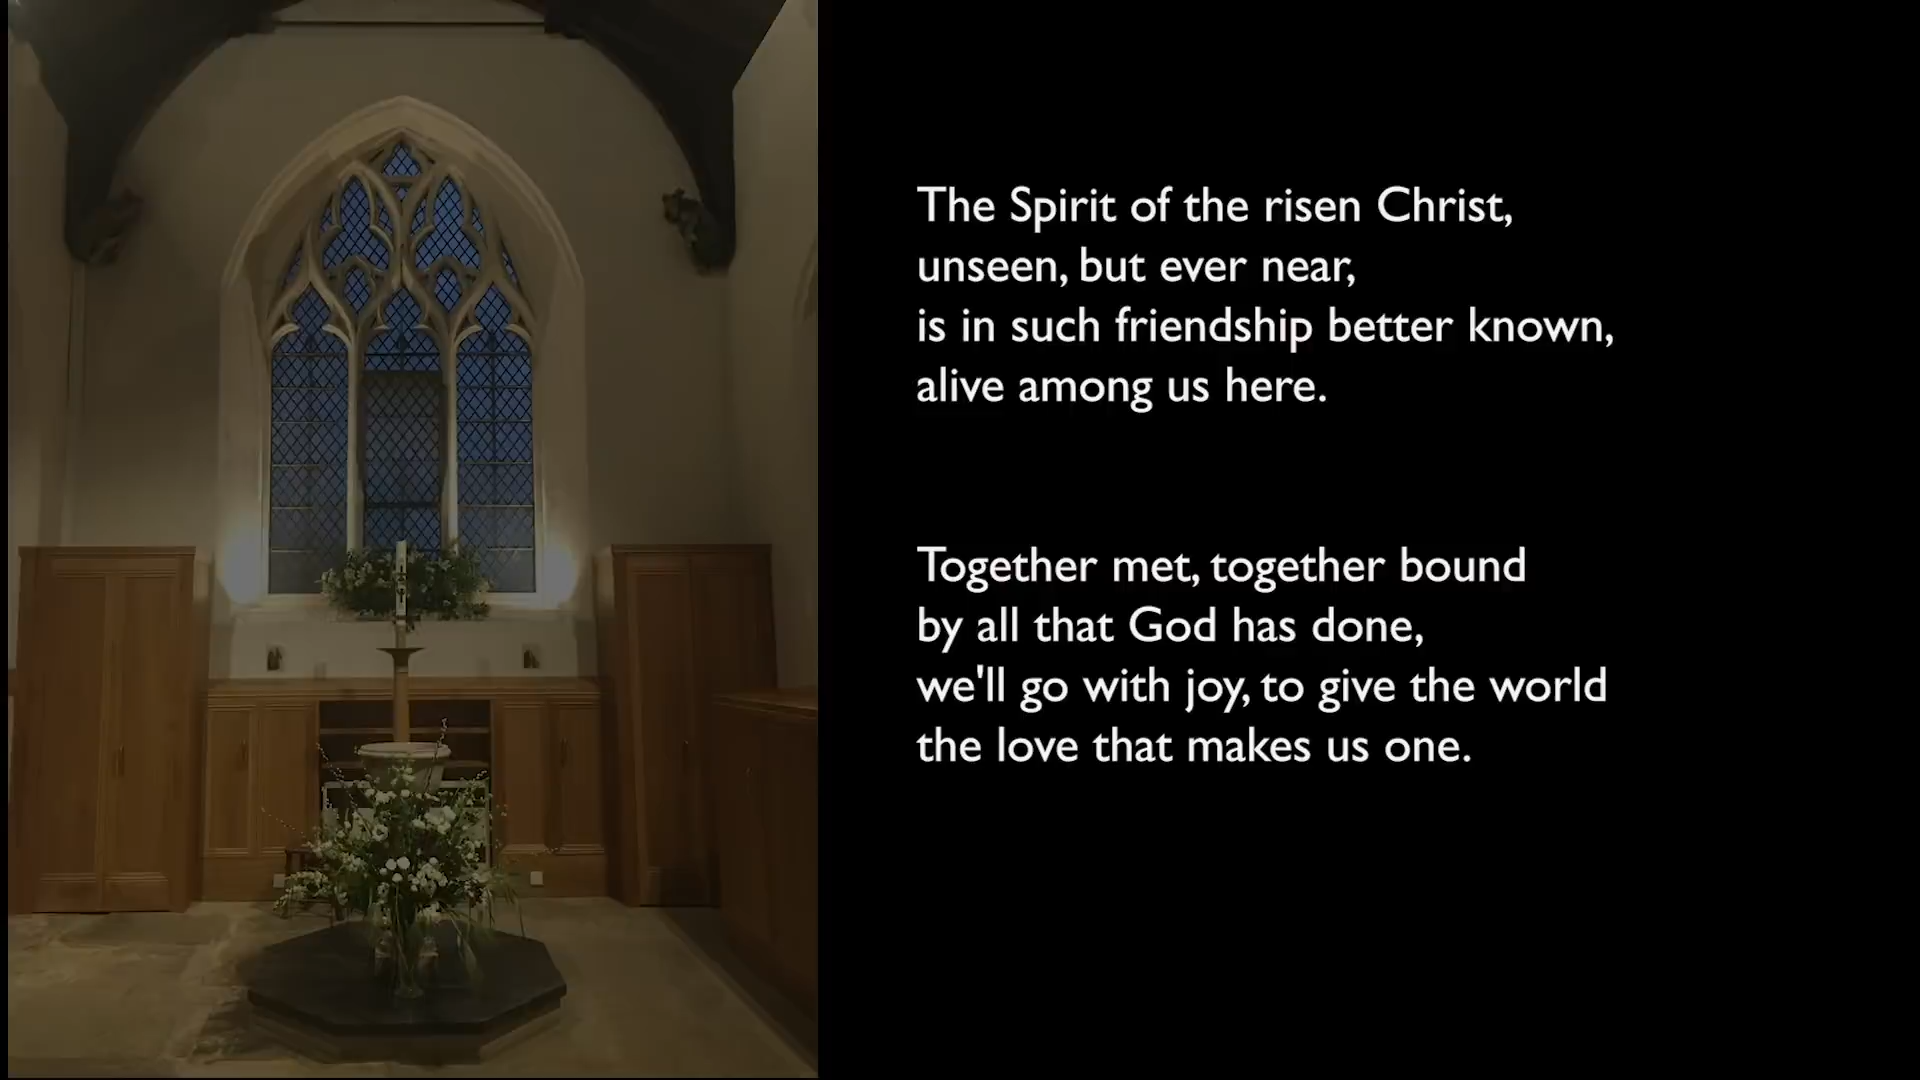 The Spirit of the risen Christ,
unseen, but ever near,
is in such friendship better known,
alive among us here.
Together met, together bound
by all that God has done,
we'll go with joy, to give the world
the love that makes us one.